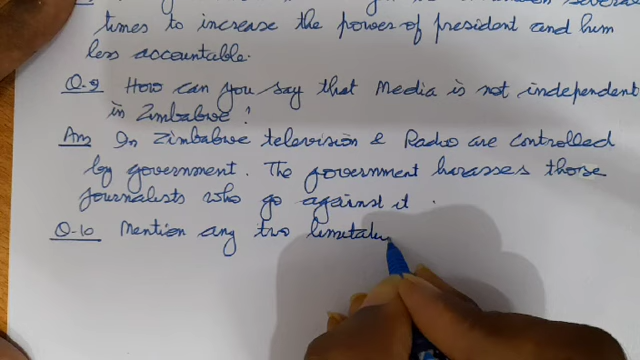 times to increase the power of president and him
less accountable.
Q.9 How can you say that Media is not independent
in Zimbabwe?
Ans In Zimbabwe television & Radio are controlled
by government. The government harasses those
journalists who go against it.
Q.10 Mention any two